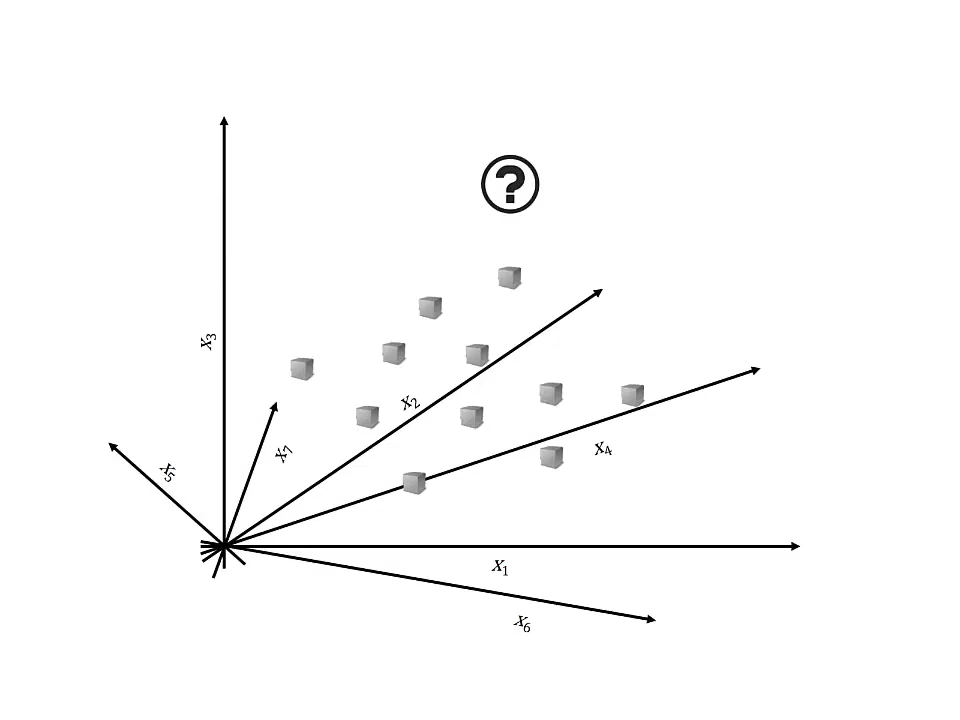 ?
x₃
x₂
x₇
x₄
x₅
x₁
x₆